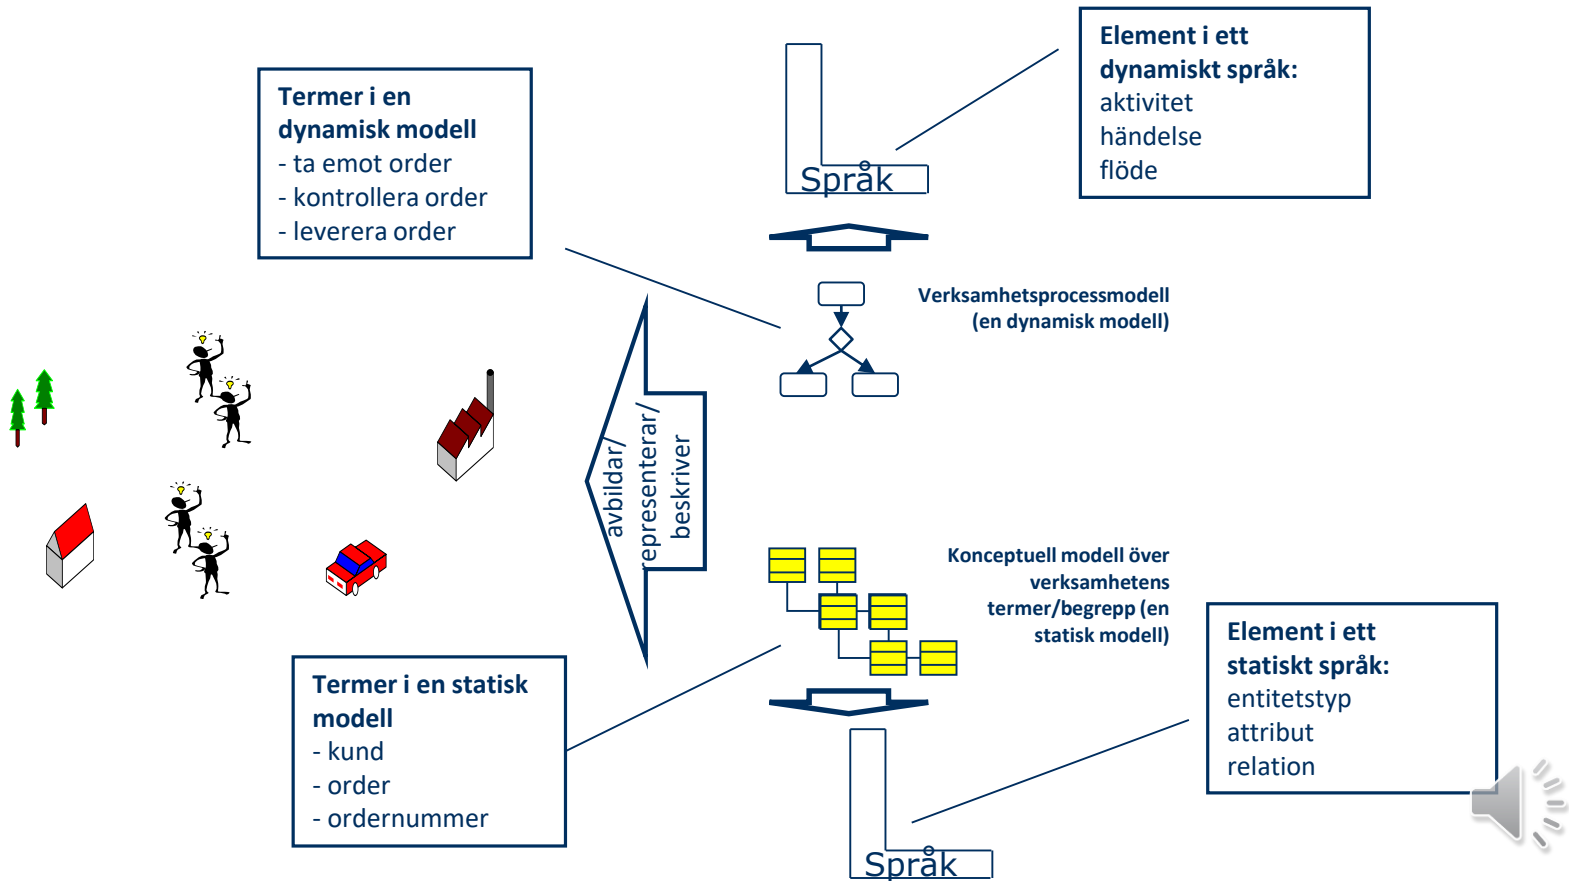 Termer i en
dynamisk modell
- ta emot order
- kontrollera order
- leverera order
Språk
Element i ett
dynamiskt språk:
aktivitet
händelse
flöde
Verksamhetsprocessmodell
(en dynamisk modell)
avbildar/
representerar/
beskriver
Konceptuell modell över
verksamhetens
termer/begrepp (en
statisk modell)
Termer i en statisk
modell
- kund
- order
- ordernummer
Element i ett
statiskt språk:
entitetstyp
attribut
relation
Språk